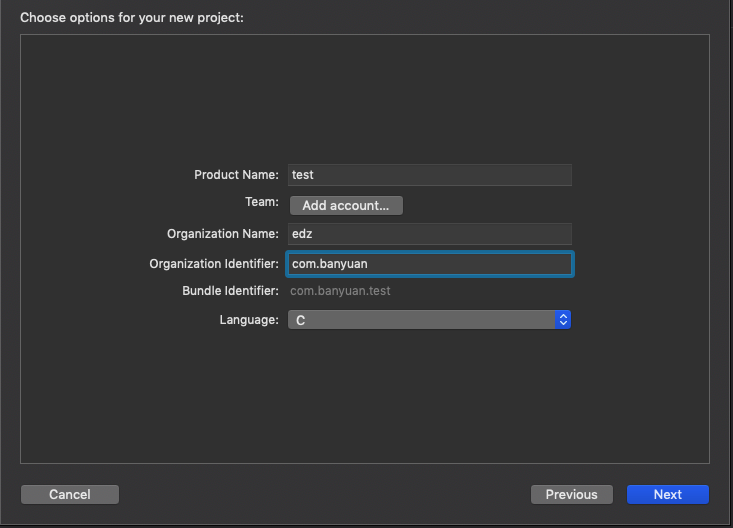 Choose options for your new project:
Product Name: test
Team: Add account...
Organization Name: edz
Organization Identifier: com.banyuan
Bundle Identifier: com.banyuan.test
Language: C
Cancel Previous Next